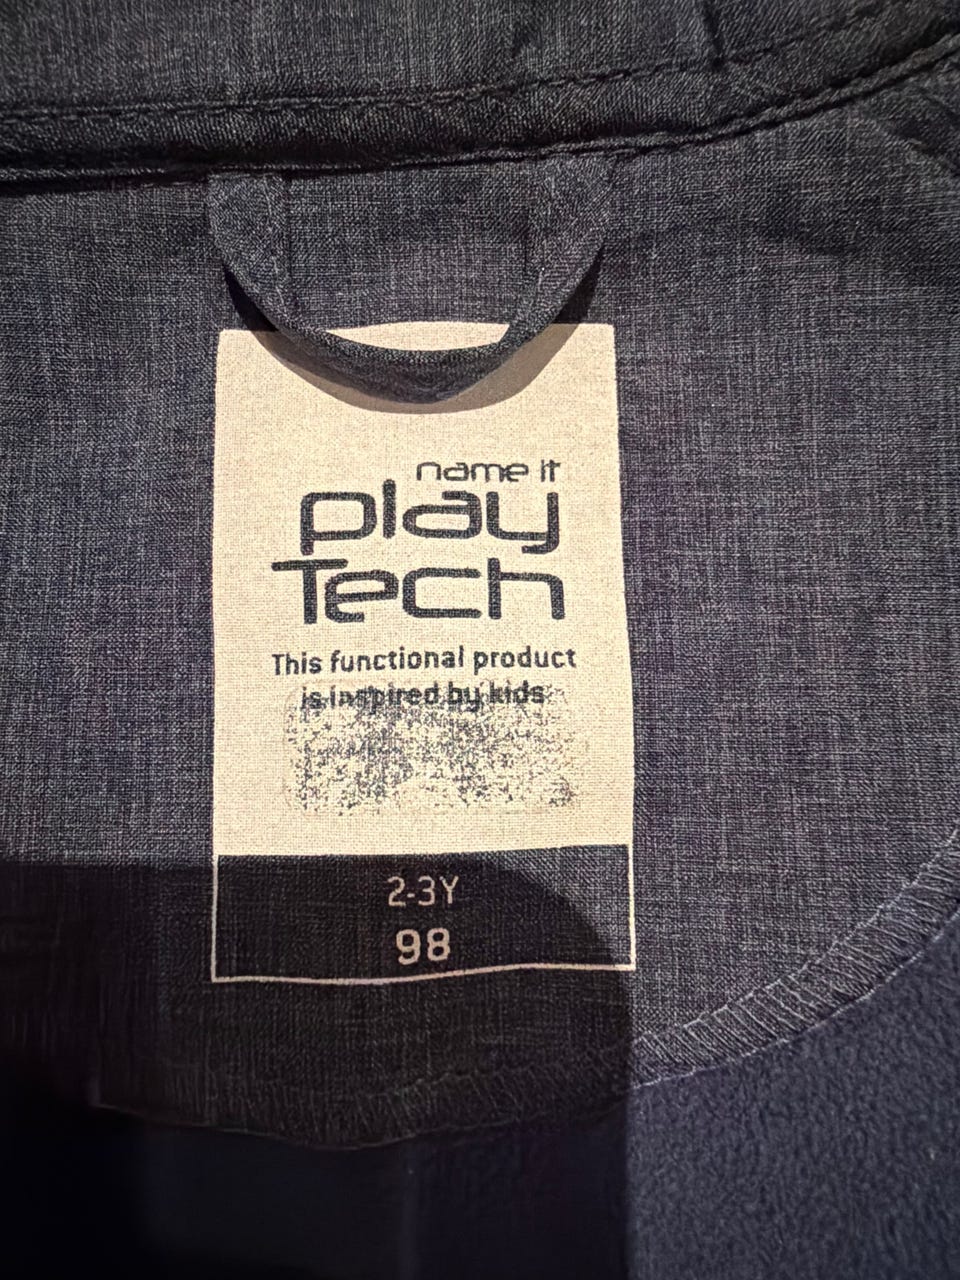 name it
play
Tech
This functional product
is inspired by kids
2-3Y
98